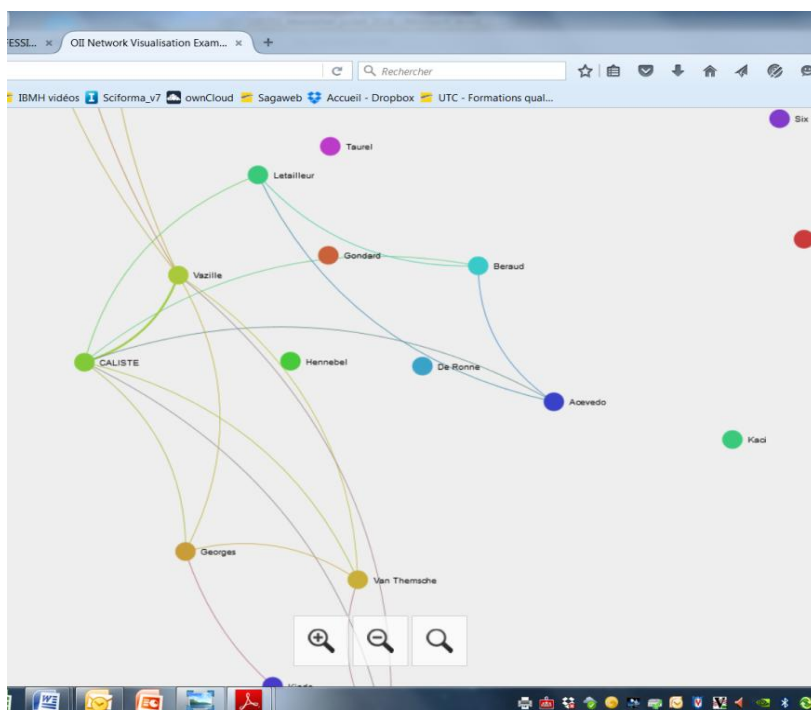 FESSI... × OII Network Visualisation Exam... × +
Rechercher
IBMH vidéos Sciforma_v7 ownCloud Sagaweb Accueil - Dropbox UTC - Formations qual...
Six
Taurel
Letailleur
Gondard
Beraud
Vazille
CALISTE
Hennebel
De Ronne
Acevedo
Kaci
Georges
Van Themsche